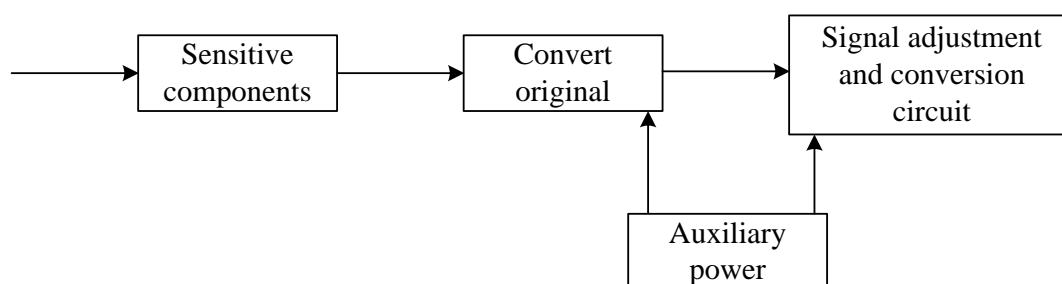 Sensitive
components
Convert
original
Signal adjustment
and conversion
circuit
Auxiliary
power